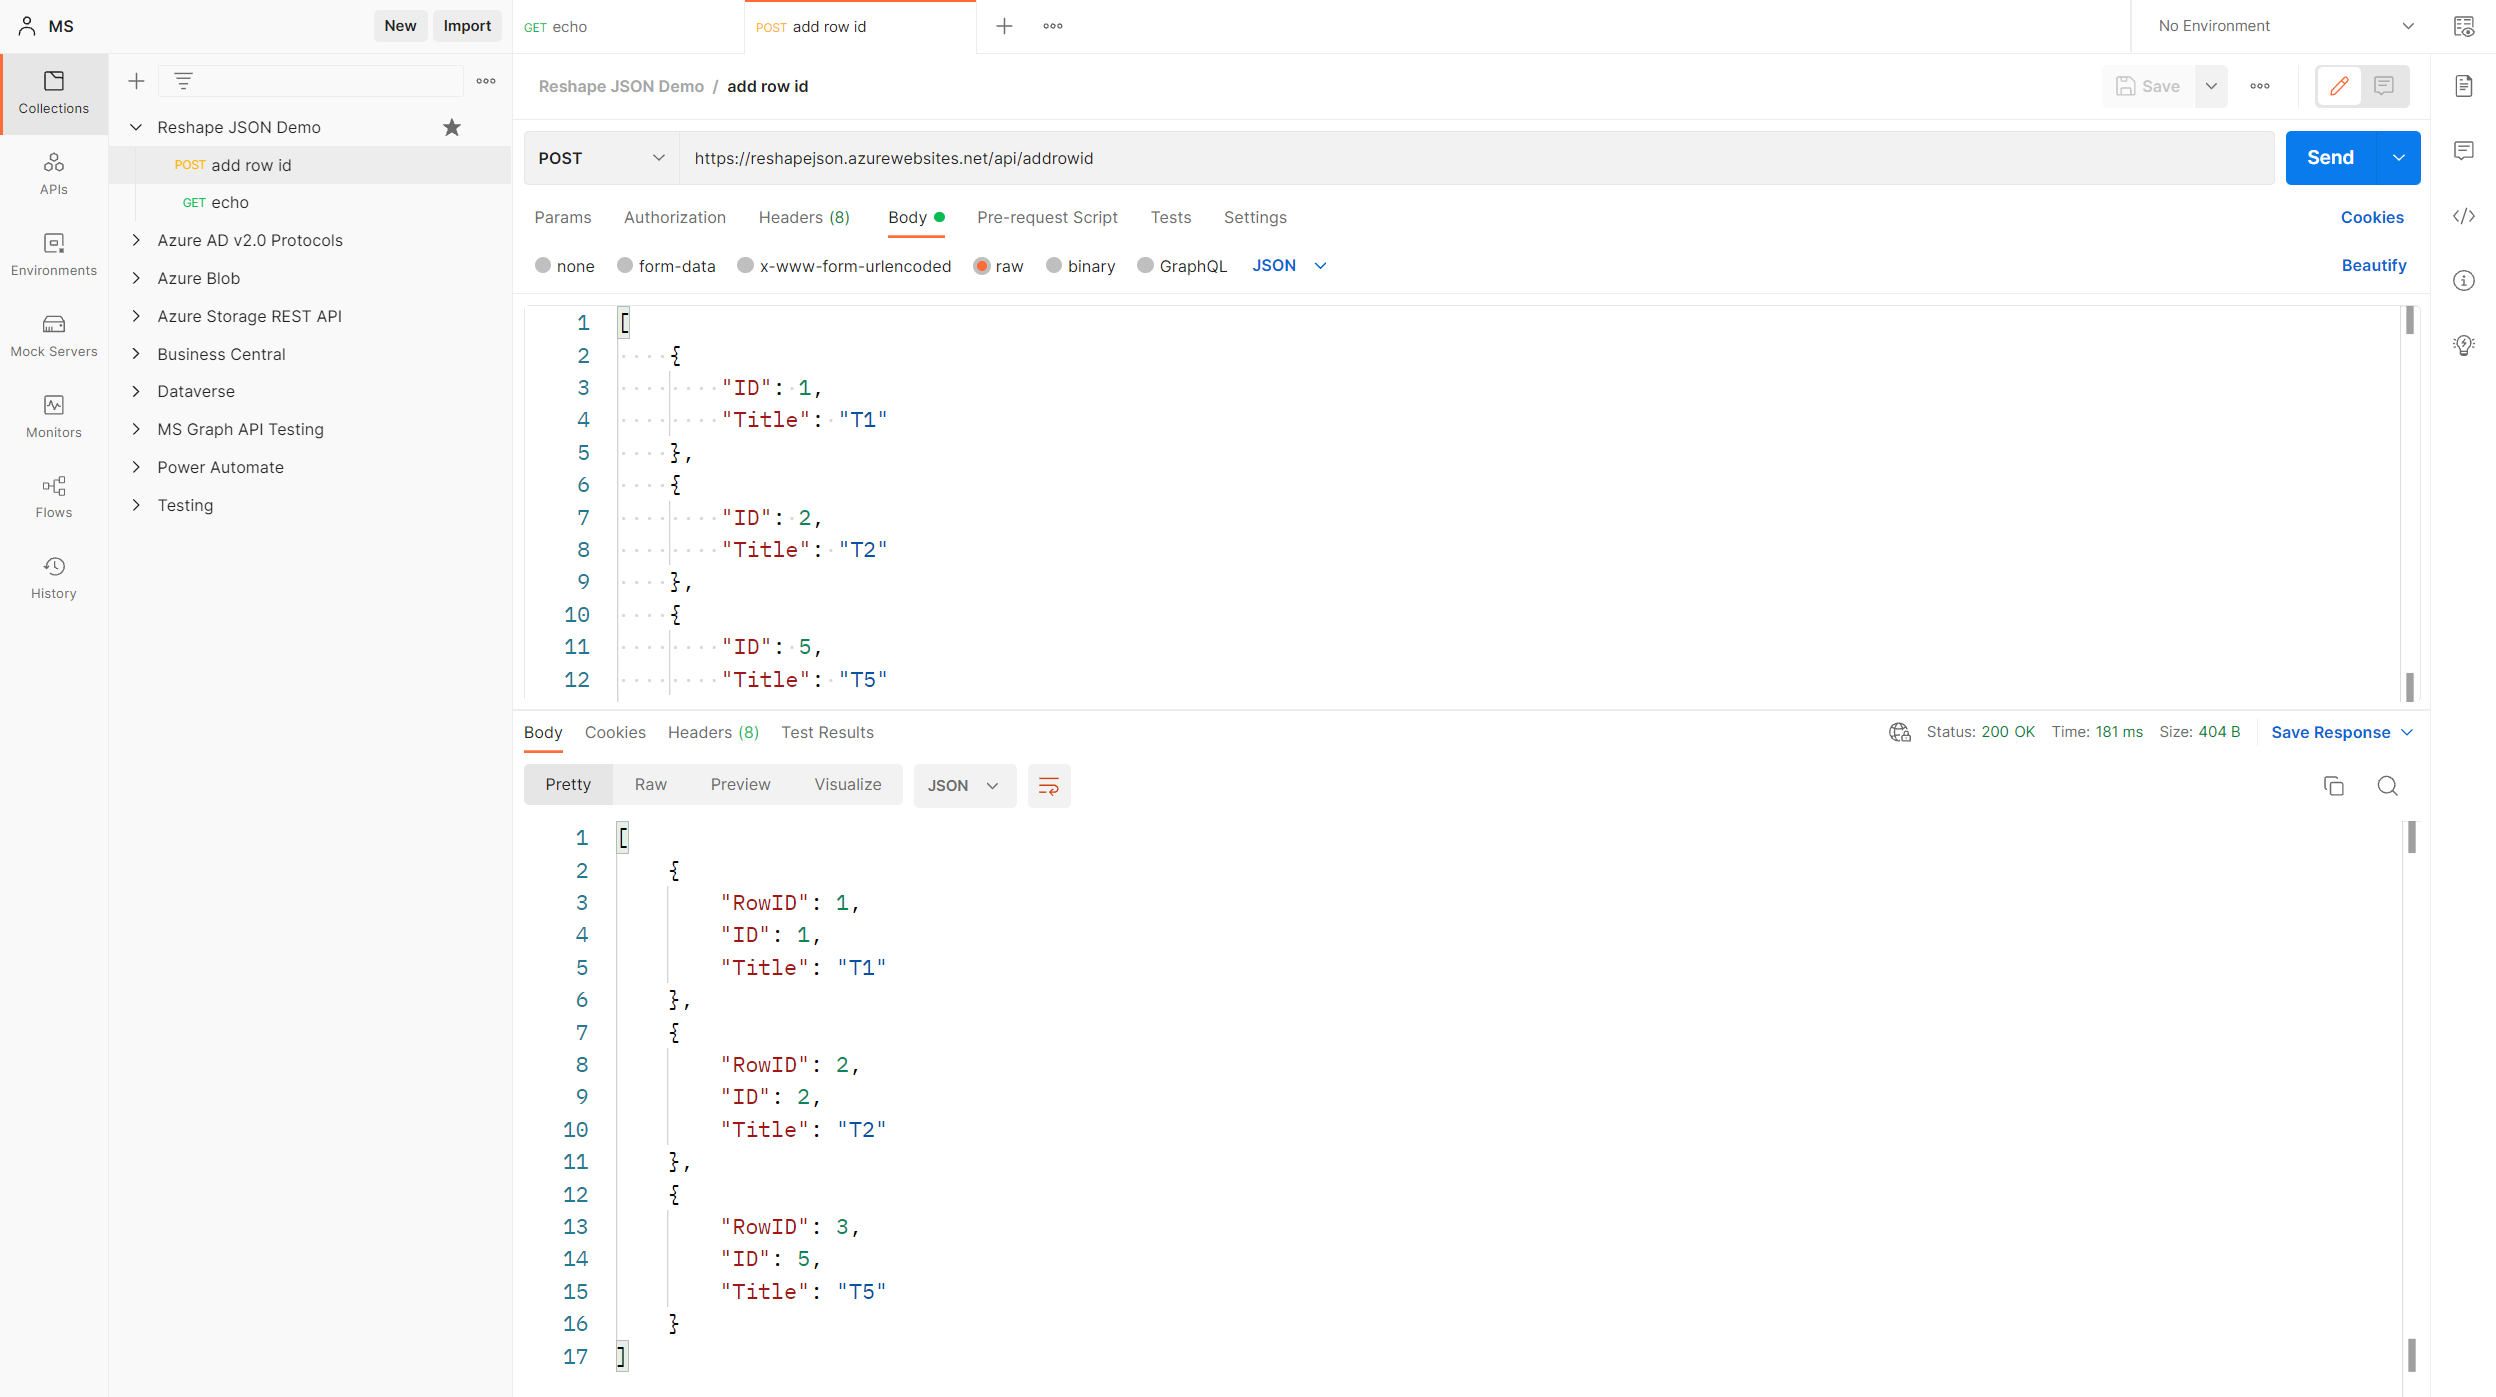 MS
New
Import
GET echo
POST add row id
No Environment
Collections
APIs
Environments
Mock Servers
Monitors
Flows
History
Reshape JSON Demo
POST add row id
GET echo
Azure AD v2.0 Protocols
Azure Blob
Azure Storage REST API
Business Central
Dataverse
MS Graph API Testing
Power Automate
Testing
Reshape JSON Demo / add row id
Save
POST
https://reshapejson.azurewebsites.net/api/addrowid
Send
Params Authorization Headers (8) Body Pre-request Script Tests Settings
Cookies
none form-data x-www-form-urlencoded raw binary GraphQL JSON
Beautify
1 [
2 {
3 "ID": 1,
4 "Title": "T1"
5 },
6 {
7 "ID": 2,
8 "Title": "T2"
9 },
10 {
11 "ID": 5,
12 "Title": "T5"
Body Cookies Headers (8) Test Results
Status: 200 OK Time: 181 ms Size: 404 B
Save Response
Pretty Raw Preview Visualize JSON
1 [
2 {
3 "RowID": 1,
4 "ID": 1,
5 "Title": "T1"
6 },
7 {
8 "RowID": 2,
9 "ID": 2,
10 "Title": "T2"
11 },
12 {
13 "RowID": 3,
14 "ID": 5,
15 "Title": "T5"
16 }
17 ]